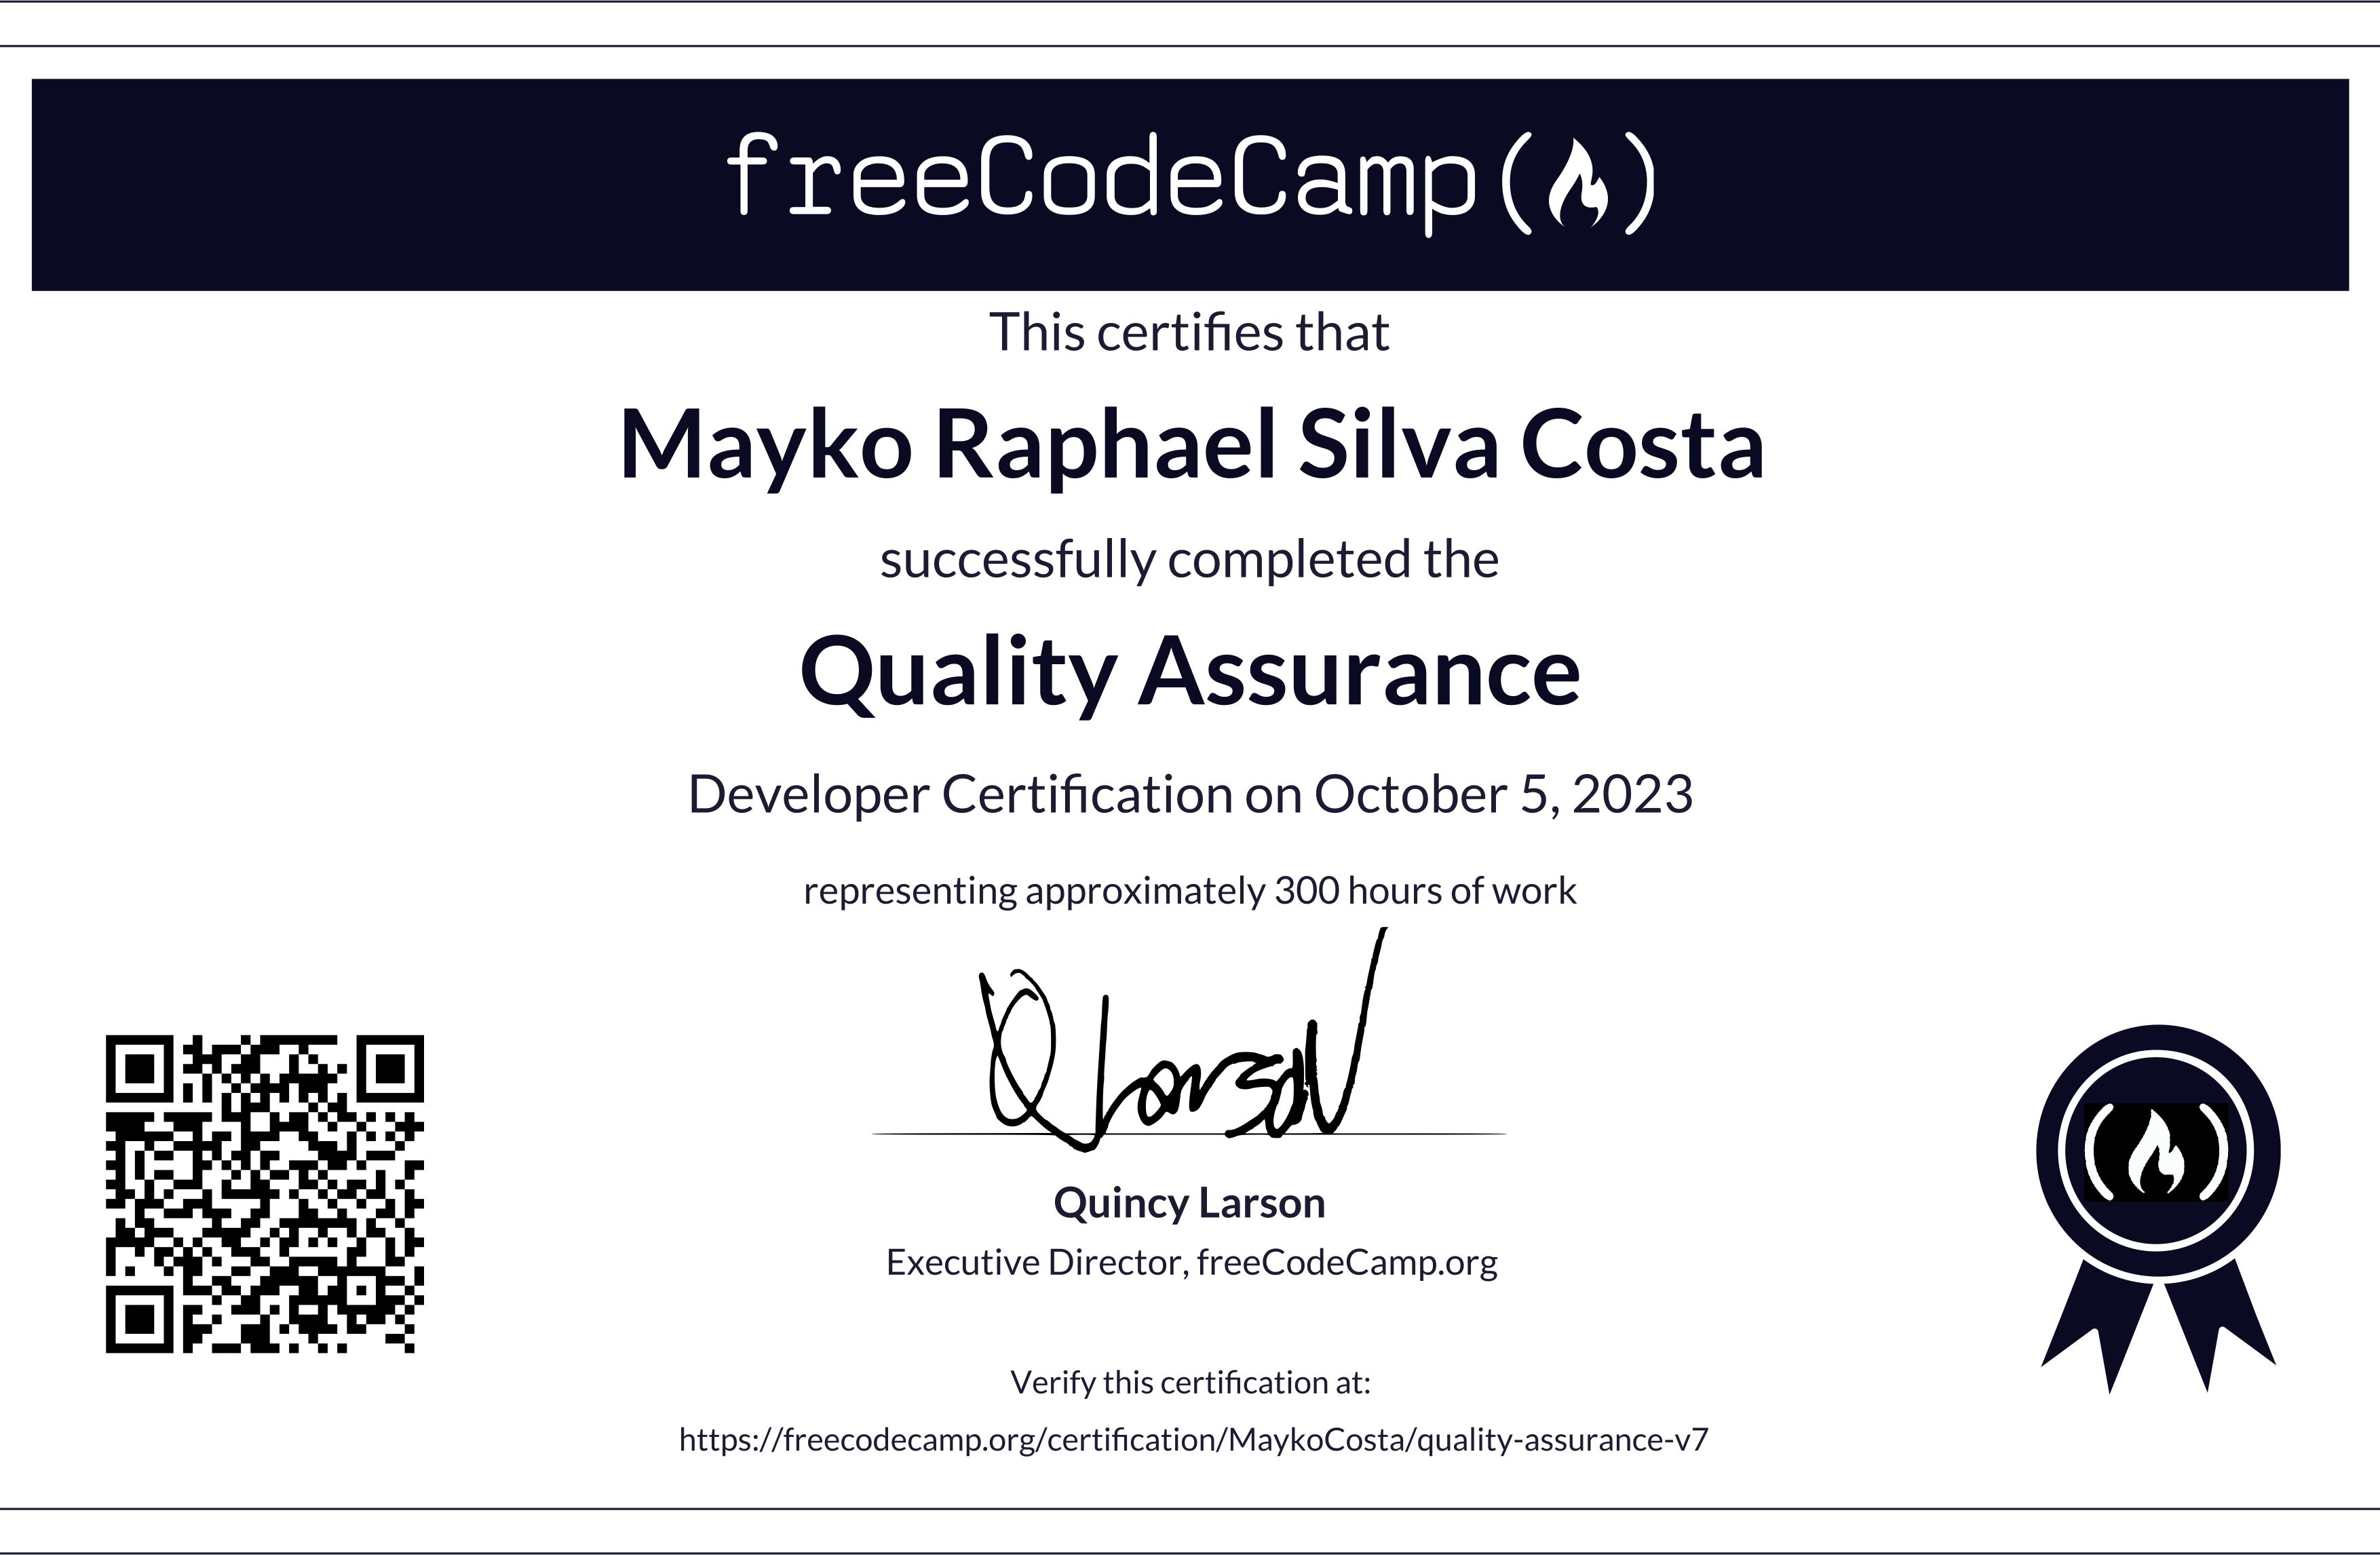 freeCodeCamp
This certifies that
Mayko Raphael Silva Costa
successfully completed the
Quality Assurance
Developer Certification on October 5, 2023
representing approximately 300 hours of work
Quincy Larson
Executive Director, freeCodeCamp.org
Verify this certification at:
https://freecodecamp.org/certification/MaykoCosta/quality-assurance-v7